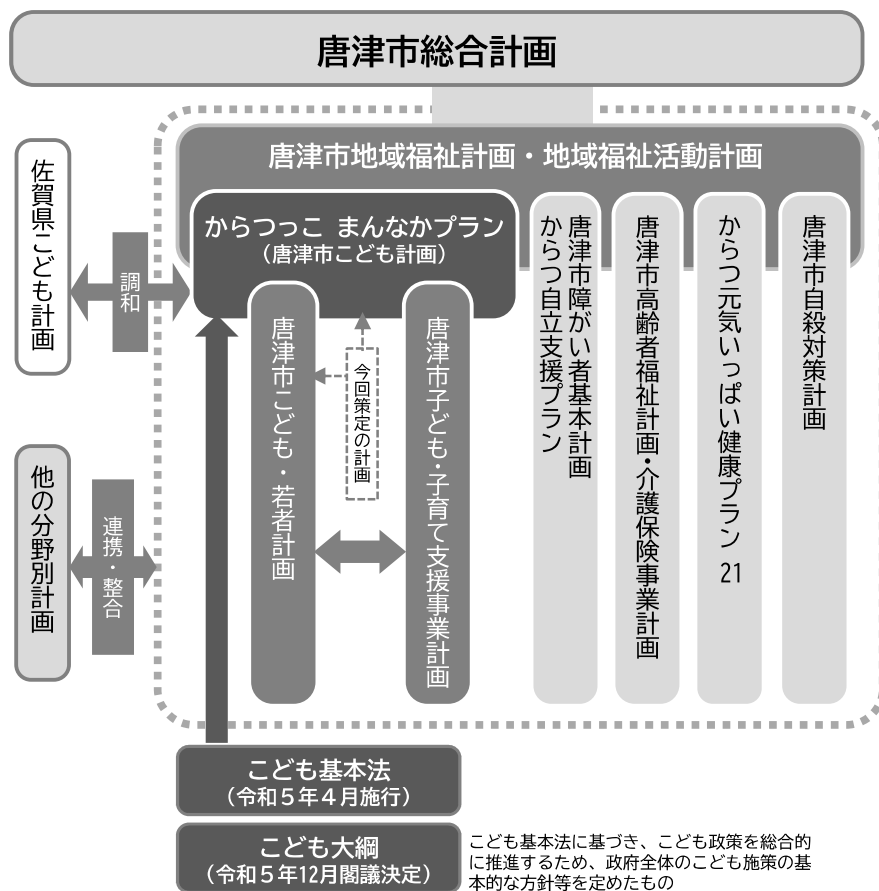 唐津市総合計画
唐津市地域福祉計画・地域福祉活動計画
からつっこ まんなかプラン
（唐津市こども計画）
佐賀県こども計画
調和
他の分野別計画
連携・整合
唐津市こども・若者計画
今回策定の計画
唐津市子ども・子育て支援事業計画
唐津市障がい者基本計画
からつ自立支援プラン
唐津市高齢者福祉計画・介護保険事業計画
からつ元気いっぱい健康プラン 21
唐津市自殺対策計画
こども基本法
（令和５年４月施行）
こども大綱
（令和５年12月閣議決定）
こども基本法に基づき、こども政策を総合的
に推進するため、政府全体のこども施策の基
本的な方針等を定めたもの